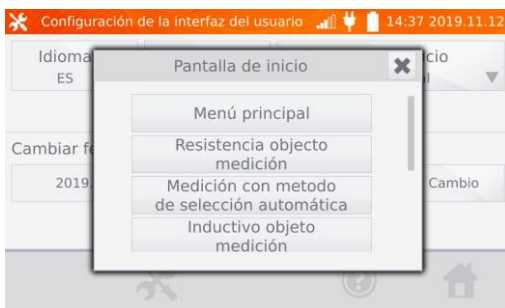 Configuración de la interfaz del usuario 14:37 2019.11.12
Idioma
ES
Pantalla de inicio
Menú principal
Resistencia objecto
medición
Medición con metodo
de selección automática
Inductivo objeto
medición
Cambiar
2019.
Cambio